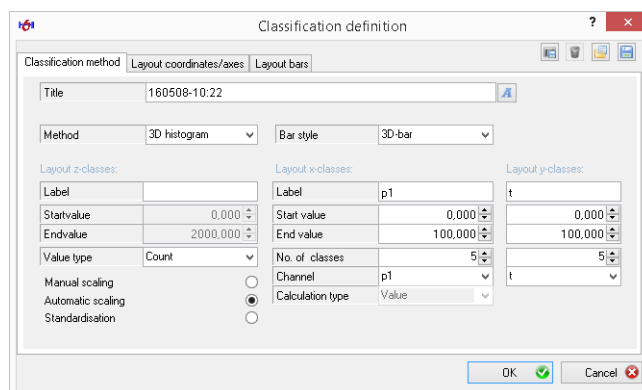 Classification definition
? ×
Classification method Layout coordinates/axes Layout bars
Title 160508-10:22 A
Method 3D histogram Bar style 3D-bar
Layout z-classes: Layout x-classes: Layout y-classes:
Label Label p1 t
Startvalue 0,000 Start value 0,000 0,000
Endvalue 2000,000 End value 100,000 100,000
Value type Count No. of classes 5 5
Manual scaling Channel p1 t
Automatic scaling Calculation type Value
Standardisation
OK Cancel